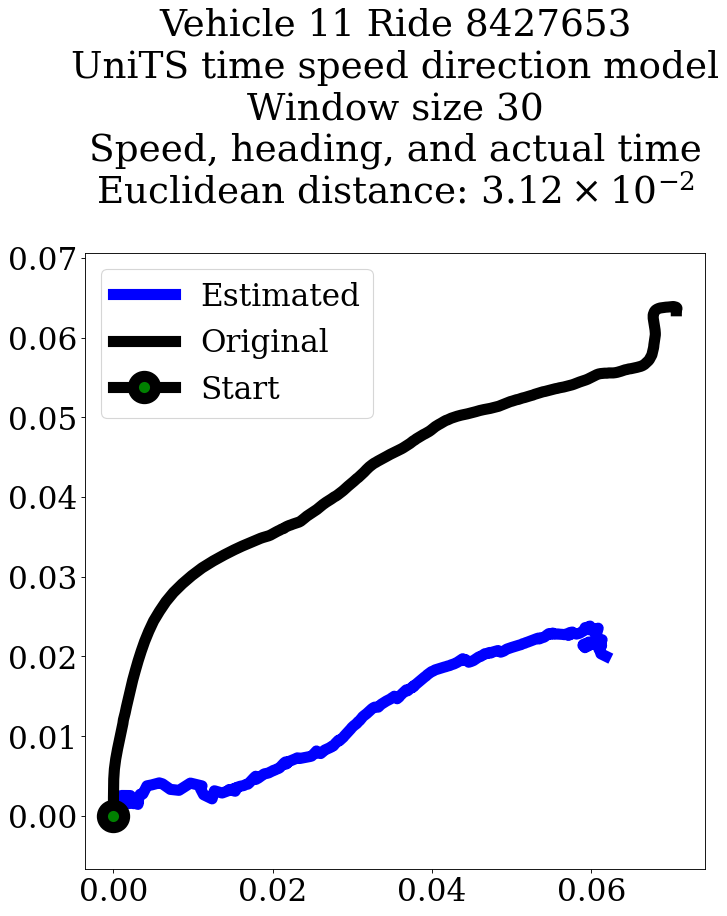 Vehicle 11 Ride 8427653
UniTS time speed direction model
Window size 30
Speed, heading, and actual time
Euclidean distance: 3.12 × 10⁻²
0.07
0.06
0.05
0.04
0.03
0.02
0.01
0.00
Estimated
Original
Start
0.00 0.02 0.04 0.06